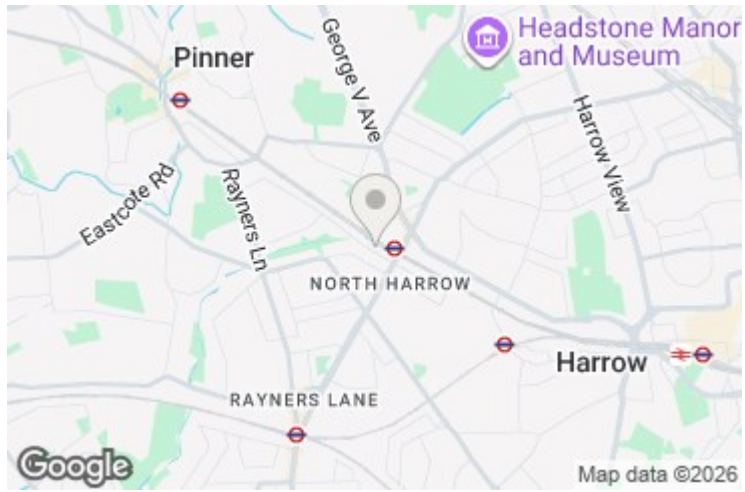 Headstone Manor
and Museum
Pinner
George V Ave
Harrow View
Eastcote Rd
Rayners Ln
NORTH HARROW
Harrow
RAYNERS LANE
Google
Map data ©2026